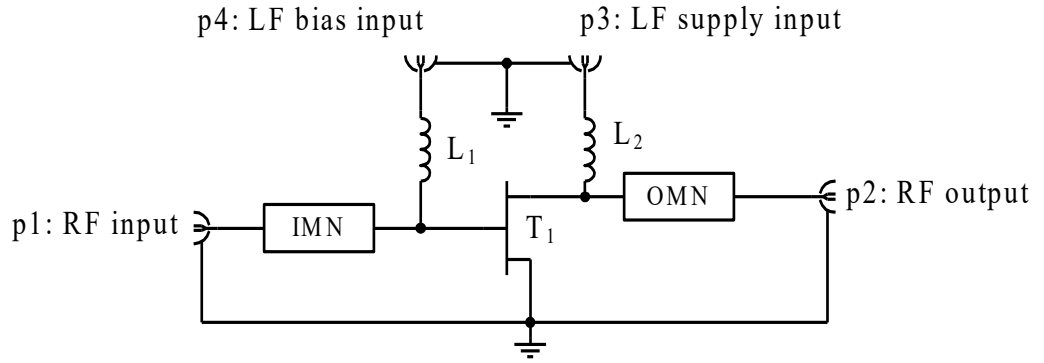 p4: LF bias input
p3: LF supply input
L1
L2
p1: RF input
IMN
T1
OMN
p2: RF output